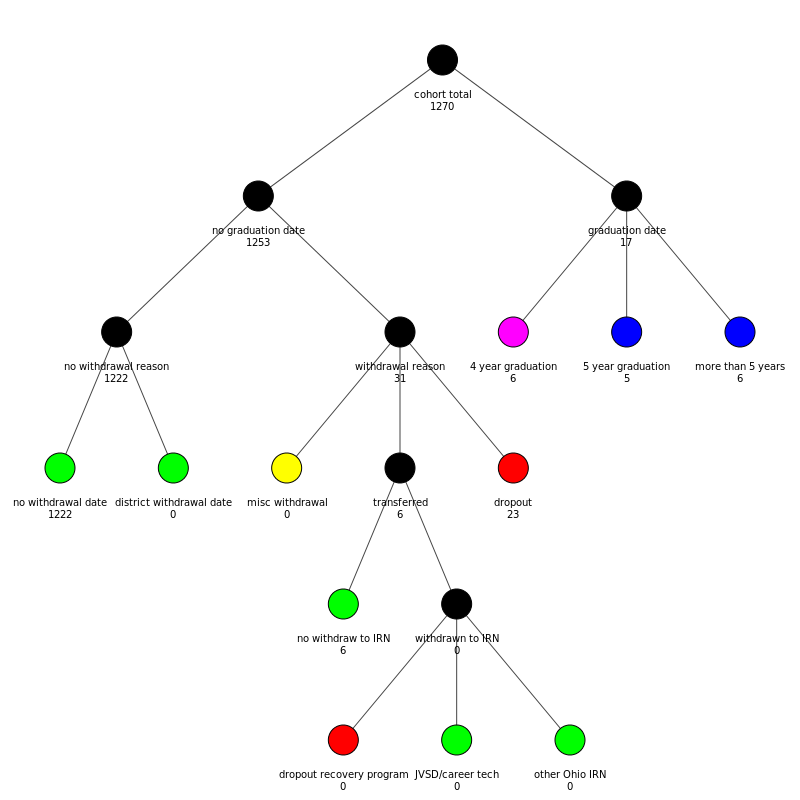 cohort total
1270
no graduation date
1253
graduation date
17
no withdrawal reason
1222
withdrawal reason
31
4 year graduation
6
5 year graduation
5
more than 5 years
6
no withdrawal date
1222
district withdrawal date
0
misc withdrawal
0
transferred
6
dropout
23
no withdraw to IRN
6
withdrawn to IRN
0
dropout recovery program
0
JVSD/career tech
0
other Ohio IRN
0